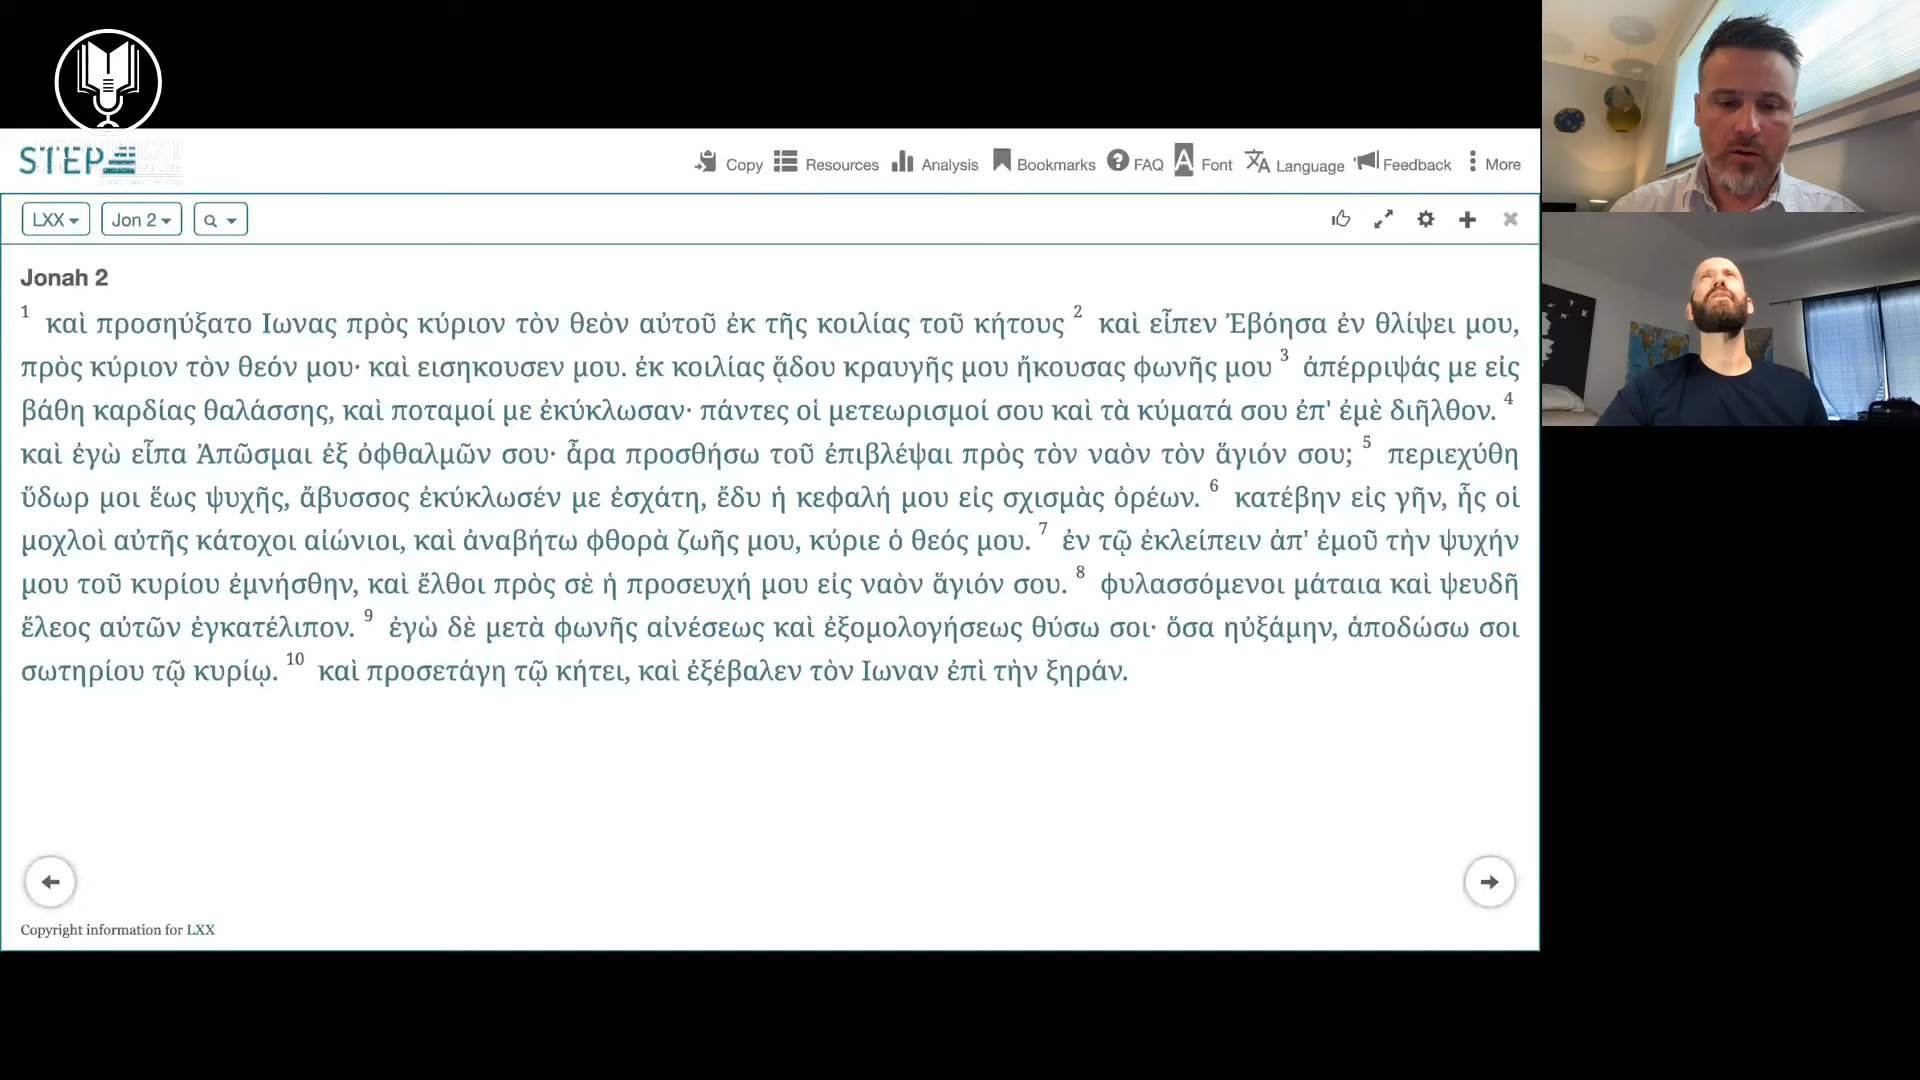 STEP
Copy Resources Analysis Bookmarks FAQ Font Language Feedback More
LXX Jon 2
Jonah 2
1 καὶ προσηύξατο Ιωνας πρὸς κύριον τὸν θεὸν αὐτοῦ ἐκ τῆς κοιλίας τοῦ κήτους 2 καὶ εἶπεν Ἐβόησα ἐν θλίψει μου,
πρὸς κύριον τὸν θεόν μου· καὶ εισηκουσεν μου. ἐκ κοιλίας ᾅδου κραυγῆς μου ἤκουσας φωνῆς μου 3 ἀπέρριψάς με εἰς
βάθη καρδίας θαλάσσης, καὶ ποταμοί με ἐκύκλωσαν· πάντες οἱ μετεωρισμοί σου καὶ τὰ κύματά σου ἐπ' ἐμὲ διῆλθον. 4
καὶ ἐγὼ εἶπα Ἀπῶσμαι ἐξ ὀφθαλμῶν σου· ἆρα προσθήσω τοῦ ἐπιβλέψαι πρὸς τὸν ναὸν τὸν ἅγιόν σου; 5 περιεχύθη
ὕδωρ μοι ἕως ψυχῆς, ἄβυσσος ἐκύκλωσέν με ἐσχάτη, ἔδυ ἡ κεφαλή μου εἰς σχισμὰς ὀρέων. 6 κατέβην εἰς γῆν, ἧς οἱ
μοχλοὶ αὐτῆς κάτοχοι αἰώνιοι, καὶ ἀναβήτω φθορὰ ζωῆς μου, κύριε ὁ θεός μου. 7 ἐν τῷ ἐκλείπειν ἀπ' ἐμοῦ τὴν ψυχήν
μου τοῦ κυρίου ἐμνήσθην, καὶ ἔλθοι πρὸς σὲ ἡ προσευχή μου εἰς ναὸν ἅγιόν σου. 8 φυλασσόμενοι μάταια καὶ ψευδῆ
ἔλεος αὐτῶν ἐγκατέλιπον. 9 ἐγὼ δὲ μετὰ φωνῆς αἰνέσεως καὶ ἐξομολογήσεως θύσω σοι· ὅσα ηὐξάμην, ἀποδώσω σοι
σωτηρίου τῷ κυρίῳ. 10 καὶ προσετάγη τῷ κήτει, καὶ ἐξέβαλεν τὸν Ιωναν ἐπὶ τὴν ξηράν.
Copyright information for LXX